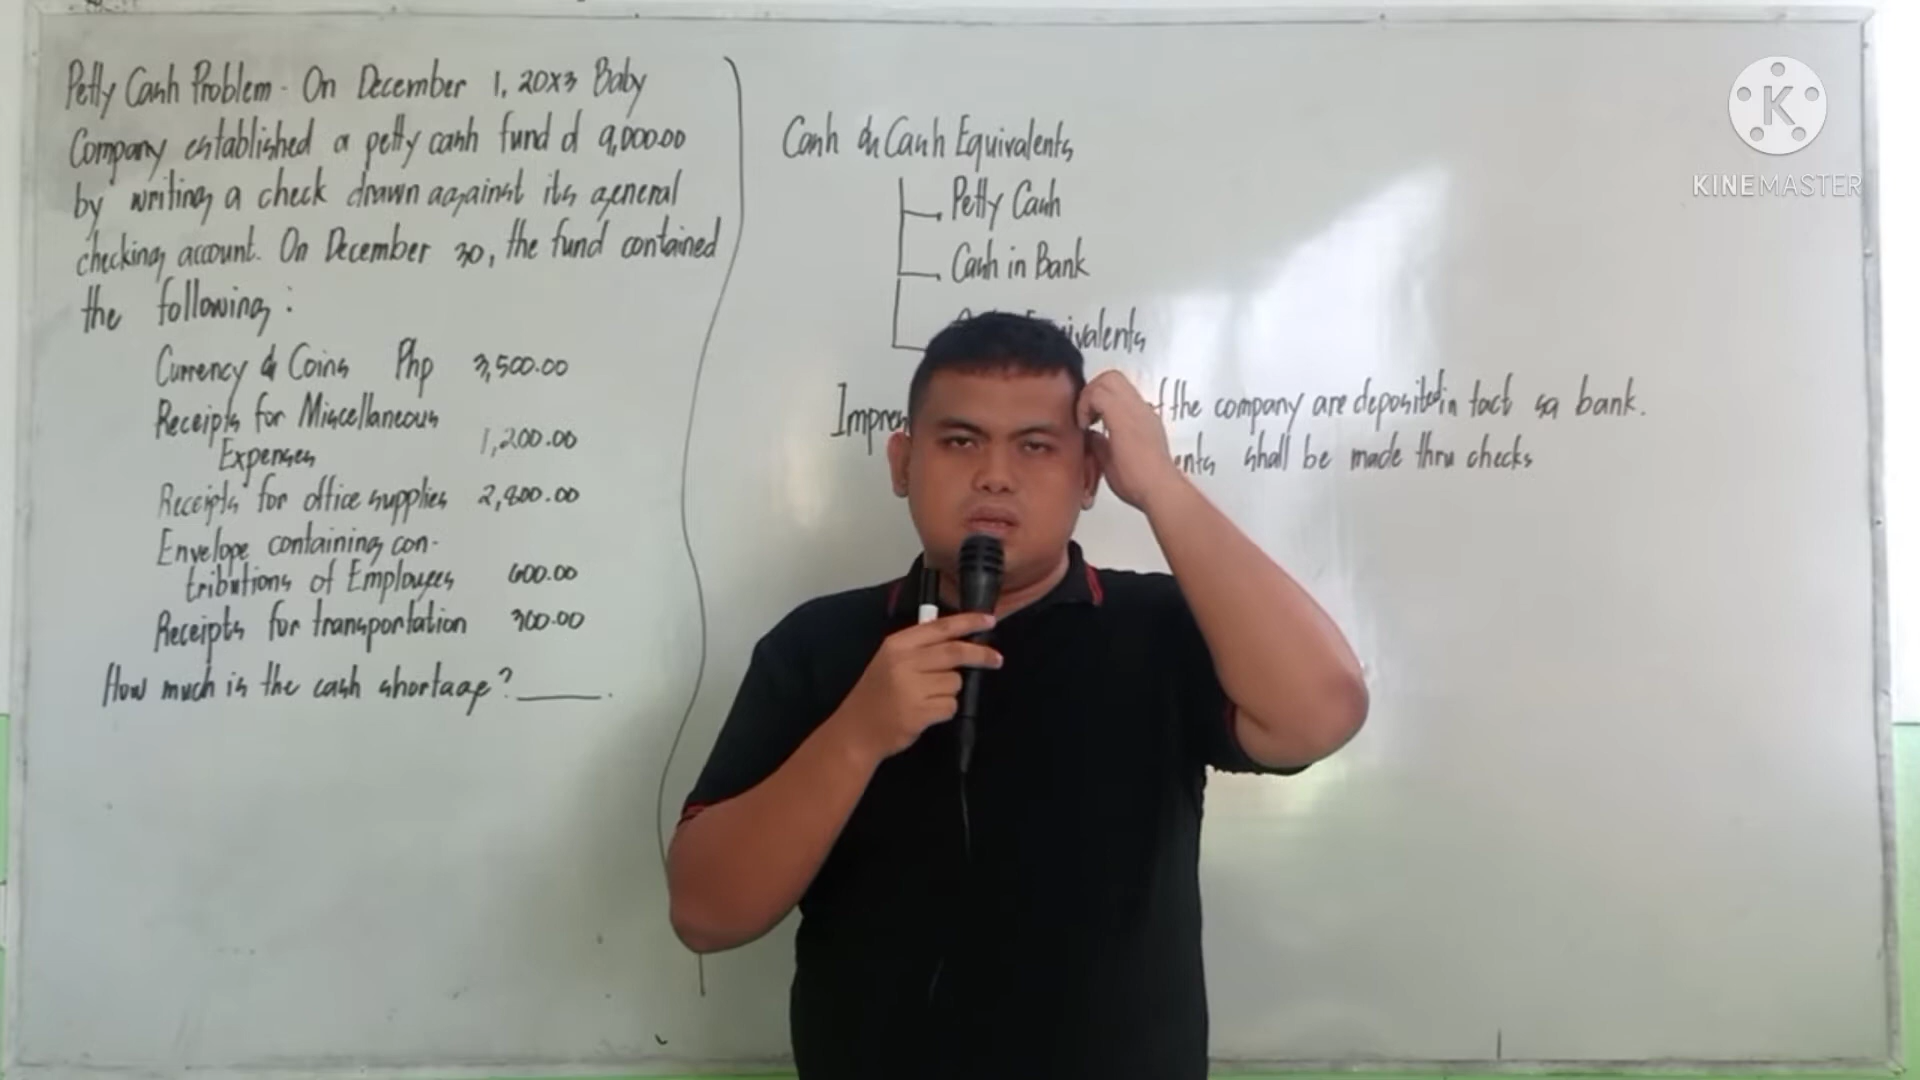 Petty Cash Problem - On December 1, 20x3 Baby
Company established a petty cash fund of 9,000.00
by writing a check drawn against its general
checking account. On December 30, the fund contained
the following:
Currency & Coins Php 3,500.00
Receipts for Miscellaneous
Expenses 1,200.00
Receipts for office supplies 2,800.00
Envelope containing con-
tributions of Employees 600.00
Receipts for transportation 300.00
How much is the cash shortage? ______.
Cash & Cash Equivalents
Petty Cash
Cash in Bank
Impres
the company are deposited in tact sa bank.
shall be made thru checks
K
KINEMASTER